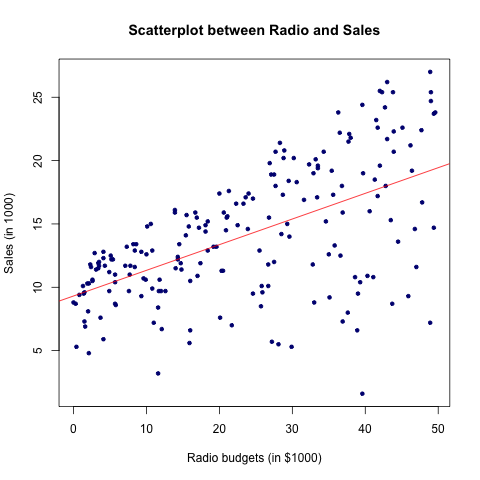 Scatterplot between Radio and Sales
Sales (in 1000)
25
20
15
10
5
0 10 20 30 40 50
Radio budgets (in $1000)